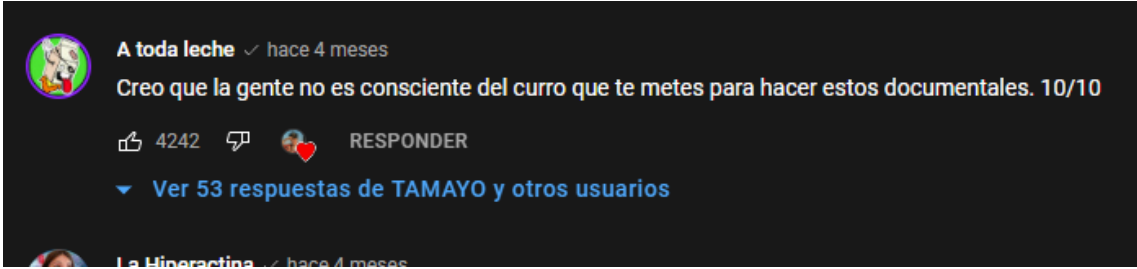 A toda leche hace 4 meses
Creo que la gente no es consciente del curro que te metes para hacer estos documentales. 10/10
4242 RESPONDER
Ver 53 respuestas de TAMAYO y otros usuarios
La Hiperactina hace 4 meses